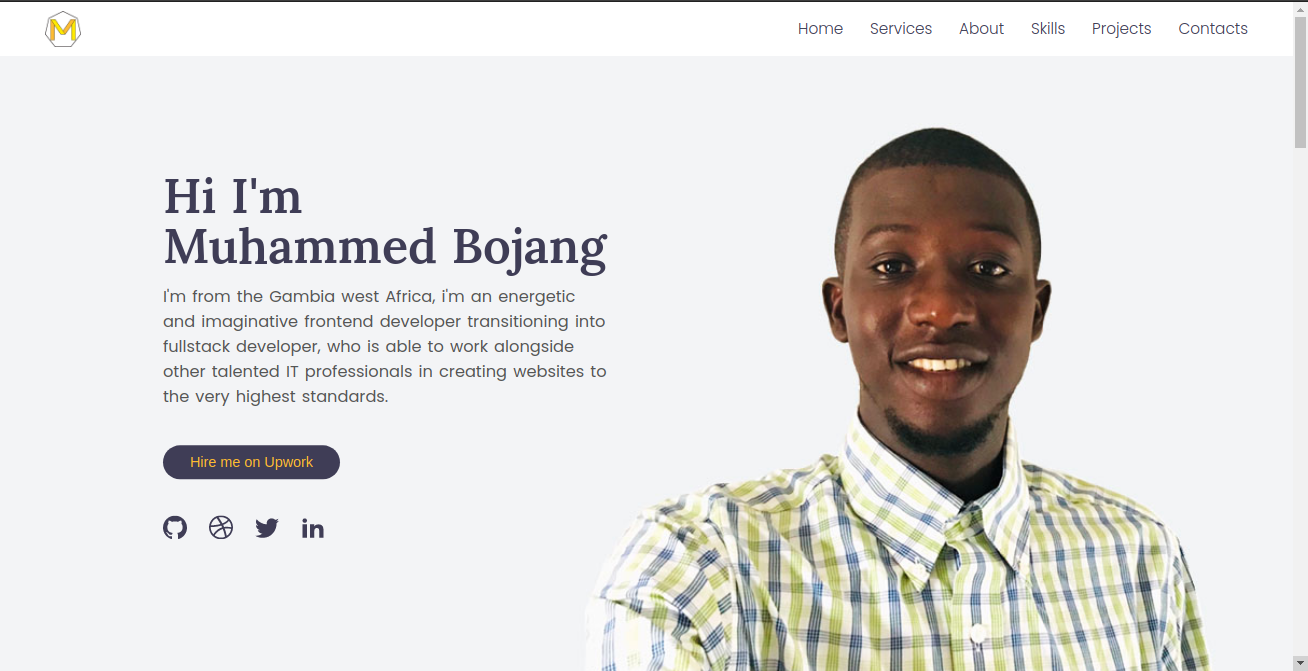 M
Home Services About Skills Projects Contacts
Hi I'm
Muhammed Bojang
I'm from the Gambia west Africa, i'm an energetic
and imaginative frontend developer transitioning into
fullstack developer, who is able to work alongside
other talented IT professionals in creating websites to
the very highest standards.
Hire me on Upwork
in